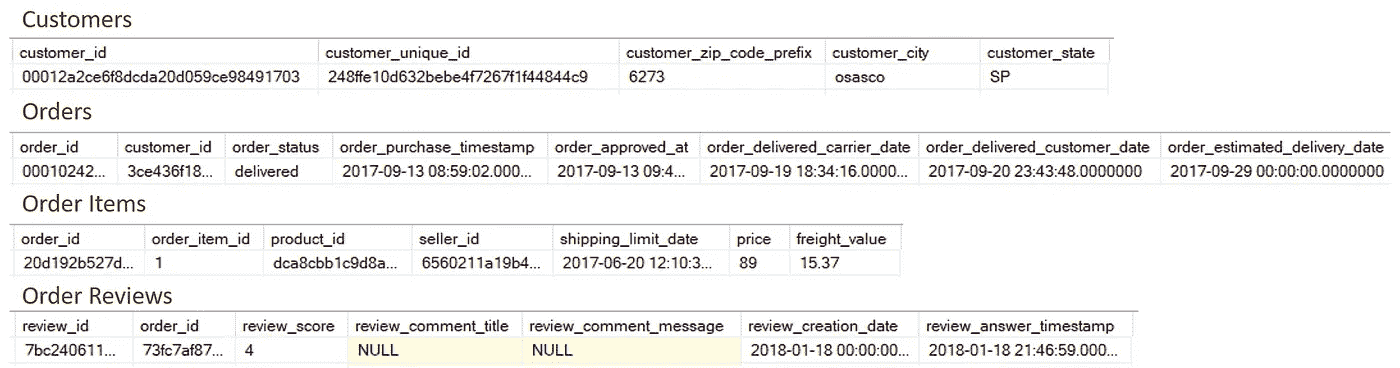 Customers
customer_id customer_unique_id customer_zip_code_prefix customer_city customer_state
00012a2ce6f8dcda20d059ce98491703 248ffe10d632bebe4f7267f1f44844c9 6273 osasco SP
Orders
order_id customer_id order_status order_purchase_timestamp order_approved_at order_delivered_carrier_date order_delivered_customer_date order_estimated_delivery_date
00010242... 3ce436f18... delivered 2017-09-13 08:59:02.000... 2017-09-13 09:4... 2017-09-19 18:34:16.0000... 2017-09-20 23:43:48.0000000 2017-09-29 00:00:00.0000000
Order Items
order_id order_item_id product_id seller_id shipping_limit_date price freight_value
20d192b527d... 1 dca8cbb1c9d8a... 6560211a19b4... 2017-06-20 12:10:3... 89 15.37
Order Reviews
review_id order_id review_score review_comment_title review_comment_message review_creation_date review_answer_timestamp
7bc240611... 73fc7af87... 4 NULL NULL 2018-01-18 00:00:00... 2018-01-18 21:46:59.000...